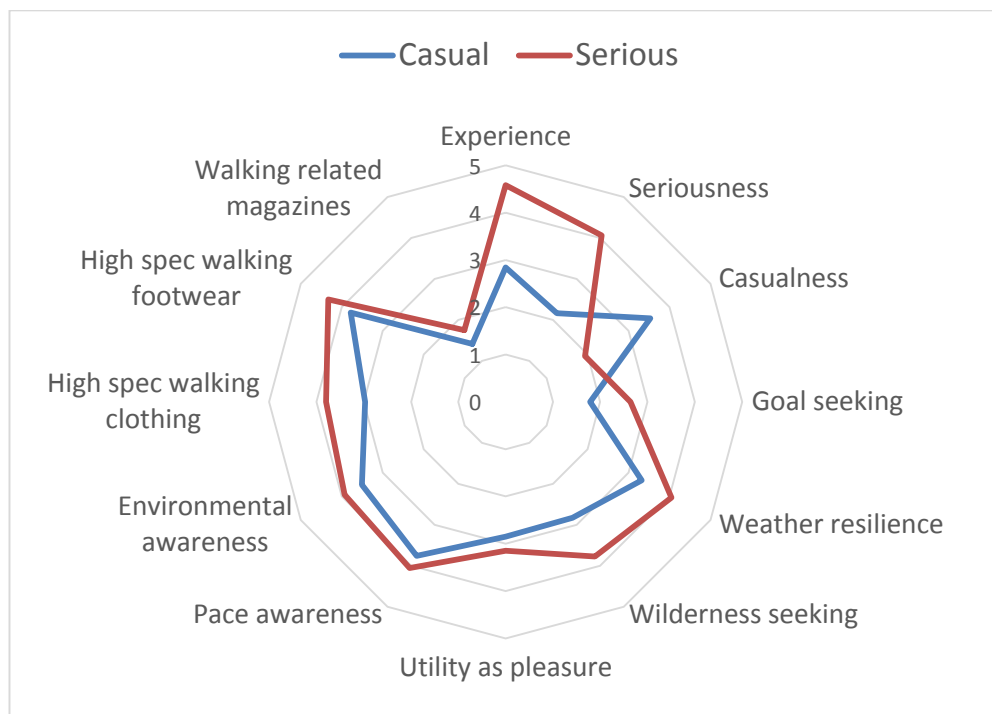 Casual Serious
Experience
Walking related
magazines
Seriousness
High spec walking
footwear
Casualness
High spec walking
clothing
Goal seeking
Environmental
awareness
Weather resilience
Pace awareness
Wilderness seeking
Utility as pleasure
5
4
3
2
1
0